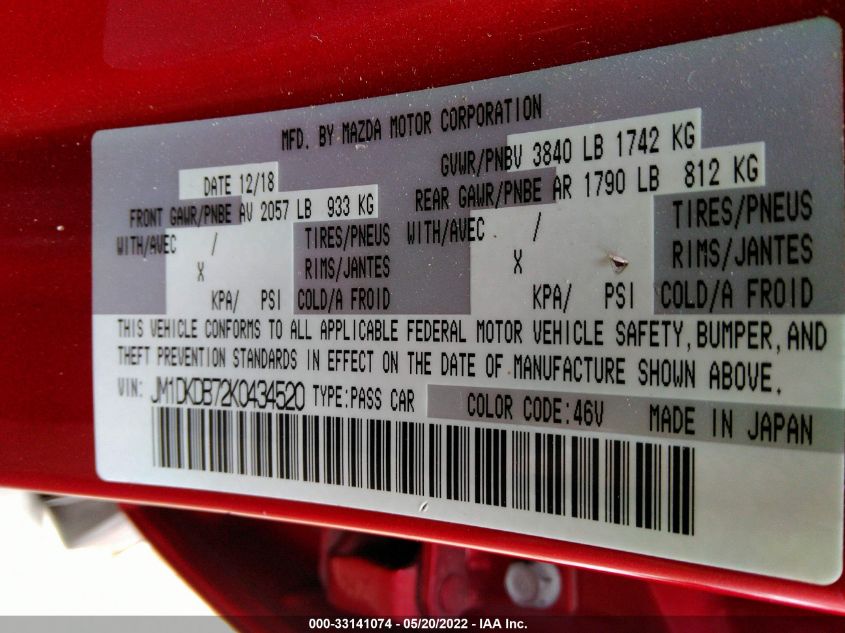 MFD. BY MAZDA MOTOR CORPORATION
DATE 12/18 GVWR/PNBV 3840 LB 1742 KG
FRONT GAWR/PNBE AV 2057 LB 933 KG REAR GAWR/PNBE AR 1790 LB 812 KG
WITH/AVEC / TIRES/PNEUS WITH/AVEC / TIRES/PNEUS
X RIMS/JANTES X RIMS/JANTES
KPA/ PSI COLD/A FROID KPA/ PSI COLD/A FROID
THIS VEHICLE CONFORMS TO ALL APPLICABLE FEDERAL MOTOR VEHICLE SAFETY, BUMPER, AND
THEFT PREVENTION STANDARDS IN EFFECT ON THE DATE OF MANUFACTURE SHOWN ABOVE.
VIN: JM1DKDB72K0434520 TYPE:PASS CAR COLOR CODE:46V MADE IN JAPAN
000-33141074 - 05/20/2022 - IAA Inc.